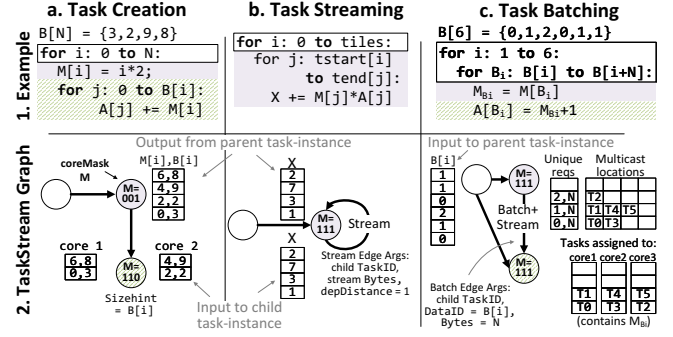 a. Task Creation
b. Task Streaming
c. Task Batching
1. Example
B[N] = {3,2,9,8}
for i: 0 to N:
M[i] = i*2;
for j: 0 to B[i]:
A[j] += M[i]
for i: 0 to tiles:
for j: tstart[i]
to tend[j]:
X += M[j]*A[j]
B[6] = {0,1,2,0,1,1}
for i: 1 to 6:
for Bi: B[i] to B[i+N]:
MBi = M[Bi]
A[Bi] = MBi+1
2. TaskStream Graph
Output from parent task-instance
Input to parent task-instance
coreMask
M
M[i],B[i]
6,8
4,9
2,2
0,3
M=
001
core 1
6,8
0,3
core 2
4,9
2,2
M=
110
Sizehint
= B[i]
Input to child
task-instance
X
2
7
3
1
M=
111
Stream
X
2
7
3
1
Stream Edge Args:
child TaskID,
stream Bytes,
depDistance = 1
B[i]
1
1
0
2
1
0
M=
111
Batch+
Stream
M=
111
Batch Edge Args:
child TaskID,
DataID = B[i],
Bytes = N
Unique
reqs
2,N
1,N
0,N
Multicast
locations
T2
T1 T4 T5
T0 T3
Tasks assigned to:
core1 core2 core3
T1 T4 T5
T0 T3 T2
(contains MBi)